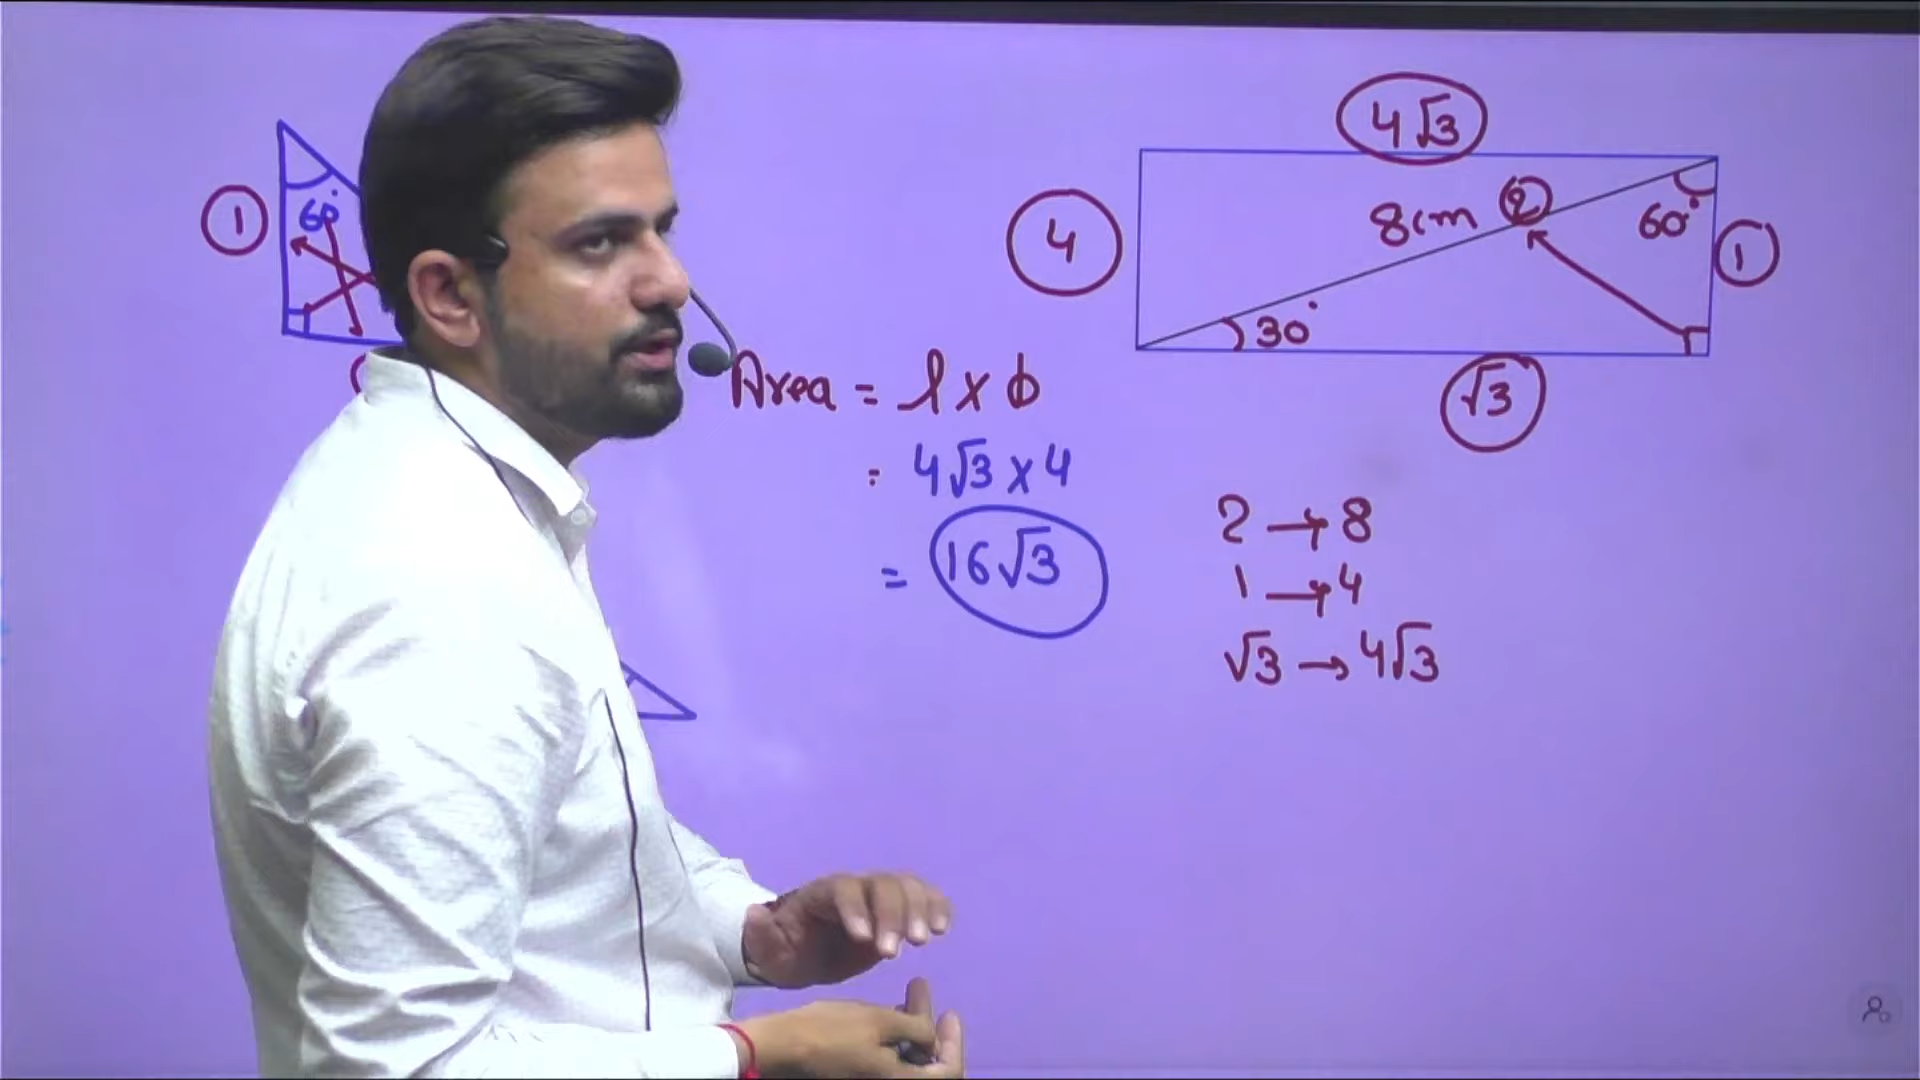 1
60°
4√3
4
8cm
2
60°
1
30°
√3
Area = l x b
= 4√3 x 4
= 16√3
2 → 8
1 → 4
√3 → 4√3